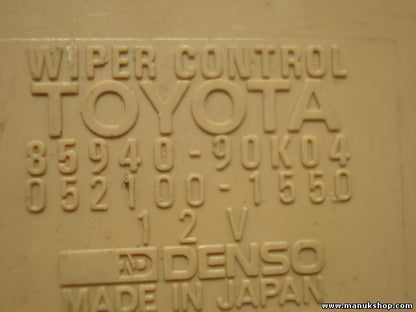 WIPER CONTROL
TOYOTA
85940-90K04
052100-1550
12V
ND DENSO
MADE IN JAPAN
www.manukshop.com